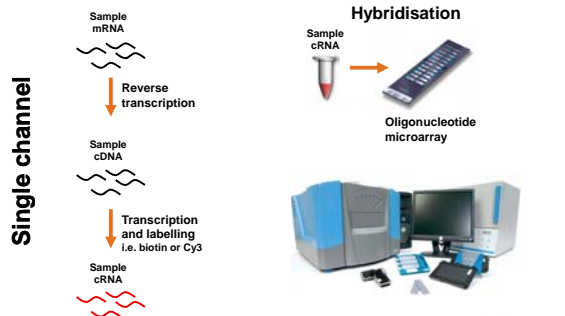 Single channel
Sample
mRNA
Reverse
transcription
Sample
cDNA
Transcription
and labelling
i.e. biotin or Cy3
Sample
cRNA
Hybridisation
Sample
cRNA
Oligonucleotide
microarray